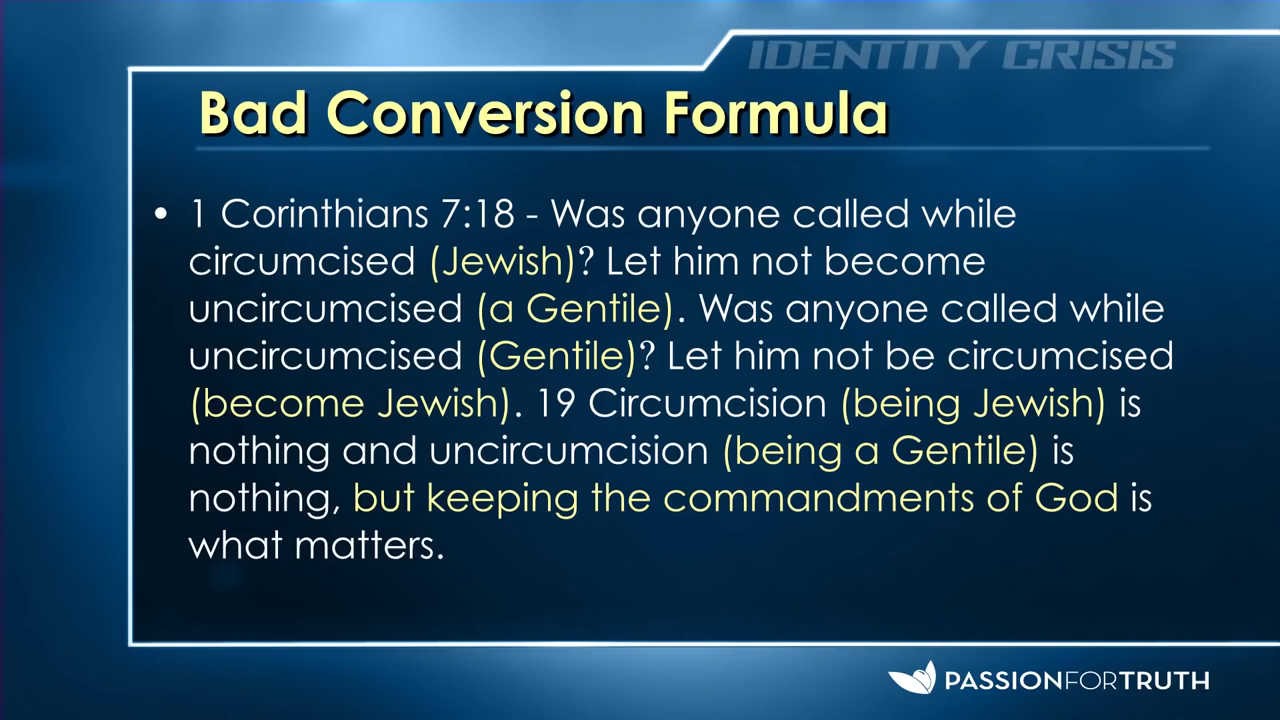 IDENTITY CRISIS
Bad Conversion Formula
• 1 Corinthians 7:18 - Was anyone called while
circumcised (Jewish)? Let him not become
uncircumcised (a Gentile). Was anyone called while
uncircumcised (Gentile)? Let him not be circumcised
(become Jewish). 19 Circumcision (being Jewish) is
nothing and uncircumcision (being a Gentile) is
nothing, but keeping the commandments of God is
what matters.
PASSIONFORTRUTH